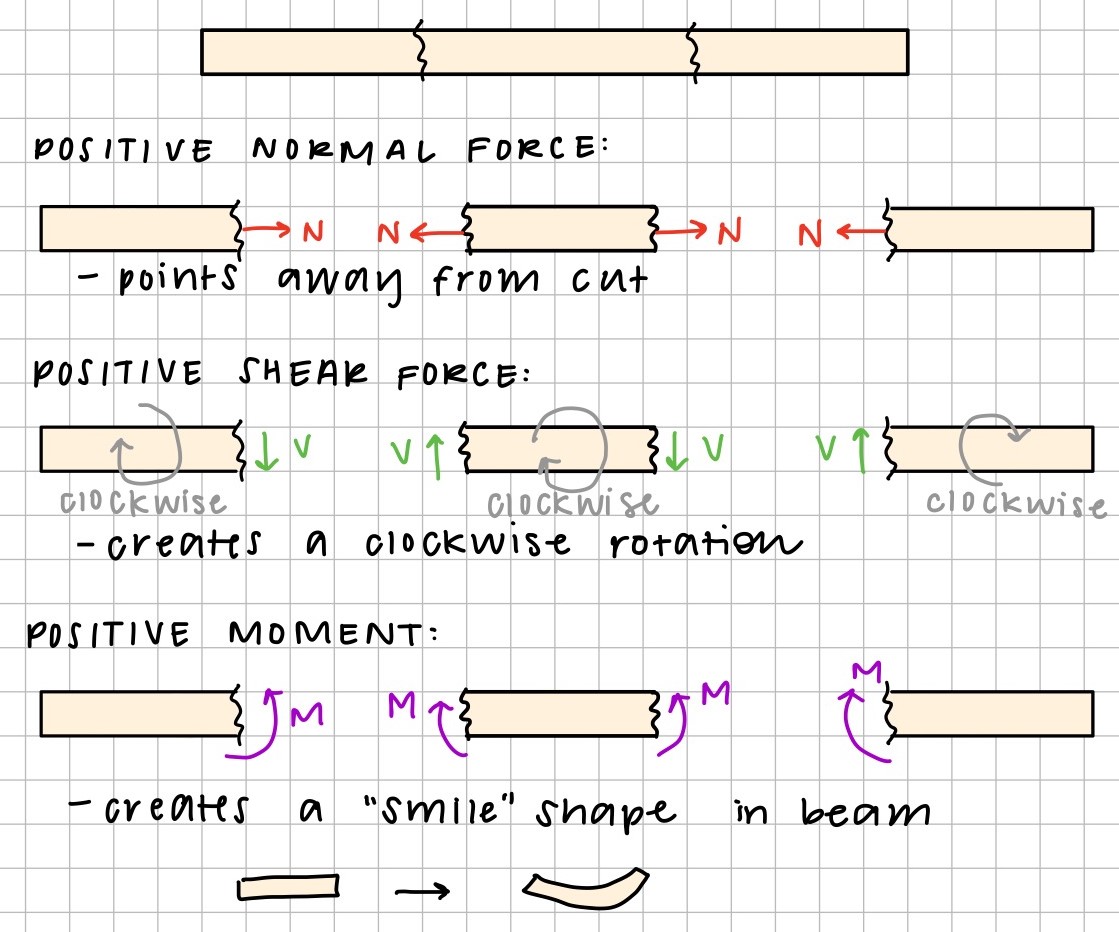 POSITIVE NORMAL FORCE:
N N N N
- points away from cut
POSITIVE SHEAR FORCE:
V V V V
clockwise clockwise clockwise
- creates a clockwise rotation
POSITIVE MOMENT:
M M M M
- creates a "smile" shape in beam